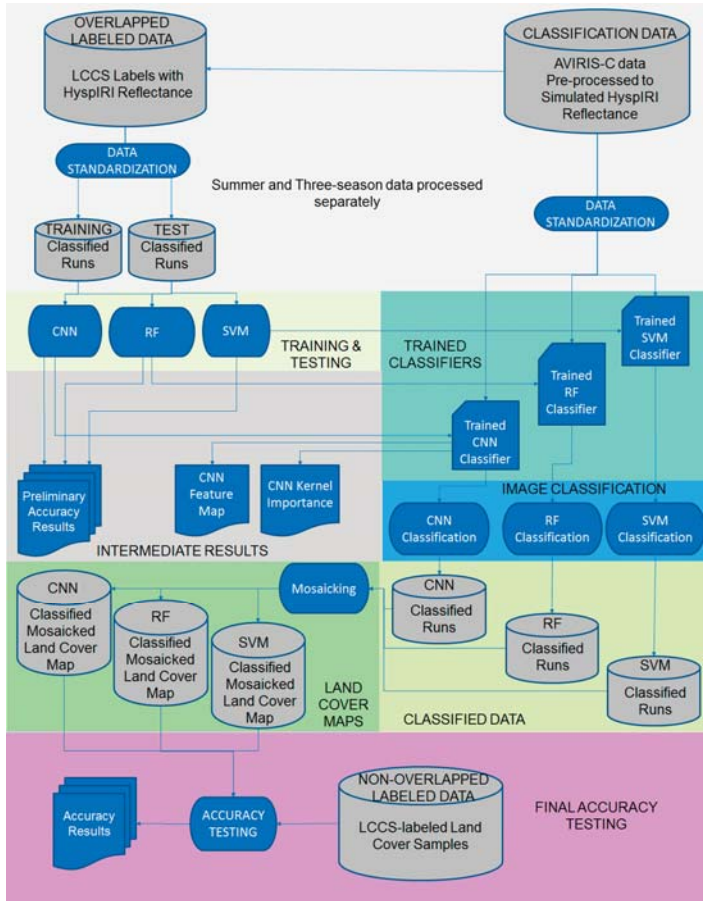 OVERLAPPED
LABELED DATA
LCCS Labels with
HyspIRI Reflectance
CLASSIFICATION DATA
AVIRIS-C data
Pre-processed to
Simulated HyspIRI
Reflectance
DATA
STANDARDIZATION
Summer and Three-season data processed
separately
DATA
STANDARDIZATION
TRAINING
Classified
Runs
TEST
Classified
Runs
CNN
RF
SVM
TRAINING &
TESTING
TRAINED
CLASSIFIERS
Trained
SVM
Classifier
Trained
RF
Classifier
Trained
CNN
Classifier
Preliminary
Accuracy
Results
CNN
Feature
Map
CNN Kernel
Importance
INTERMEDIATE RESULTS
IMAGE CLASSIFICATION
CNN
Classification
RF
Classification
SVM
Classification
CNN
Classified
Mosaicked
Land Cover
Map
RF
Classified
Mosaicked
Land Cover
Map
SVM
Classified
Mosaicked
Land Cover
Map
Mosaicking
LAND
COVER
MAPS
CNN
Classified
Runs
RF
Classified
Runs
SVM
Classified
Runs
CLASSIFIED DATA
Accuracy
Results
ACCURACY
TESTING
NON-OVERLAPPED
LABELED DATA
LCCS-labeled Land
Cover Samples
FINAL ACCURACY
TESTING